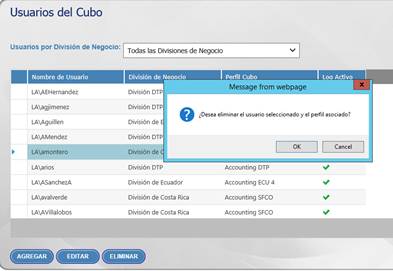 Usuarios del Cubo
Usuarios por División de Negocio: Todas las Divisiones de Negocio
Nombre de Usuario División de Negocio Perfil Cubo Log Activo
LA\AEHernandez División DTP
LA\agjimenez División DTP
LA\Aguillen División de
LA\AMendez División DTP
LA\amontero División de
LA\arios División DTP Accounting DTP
LA\ASanchezA División de Ecuador Accounting ECU 4
LA\avalverde División de Costa Rica Accounting SFCO
LA\AVillalobos División de Costa Rica Accounting SFCO
Message from webpage
¿Desea eliminar el usuario seleccionado y el perfil asociado?
OK Cancel
AGREGAR EDITAR ELIMINAR